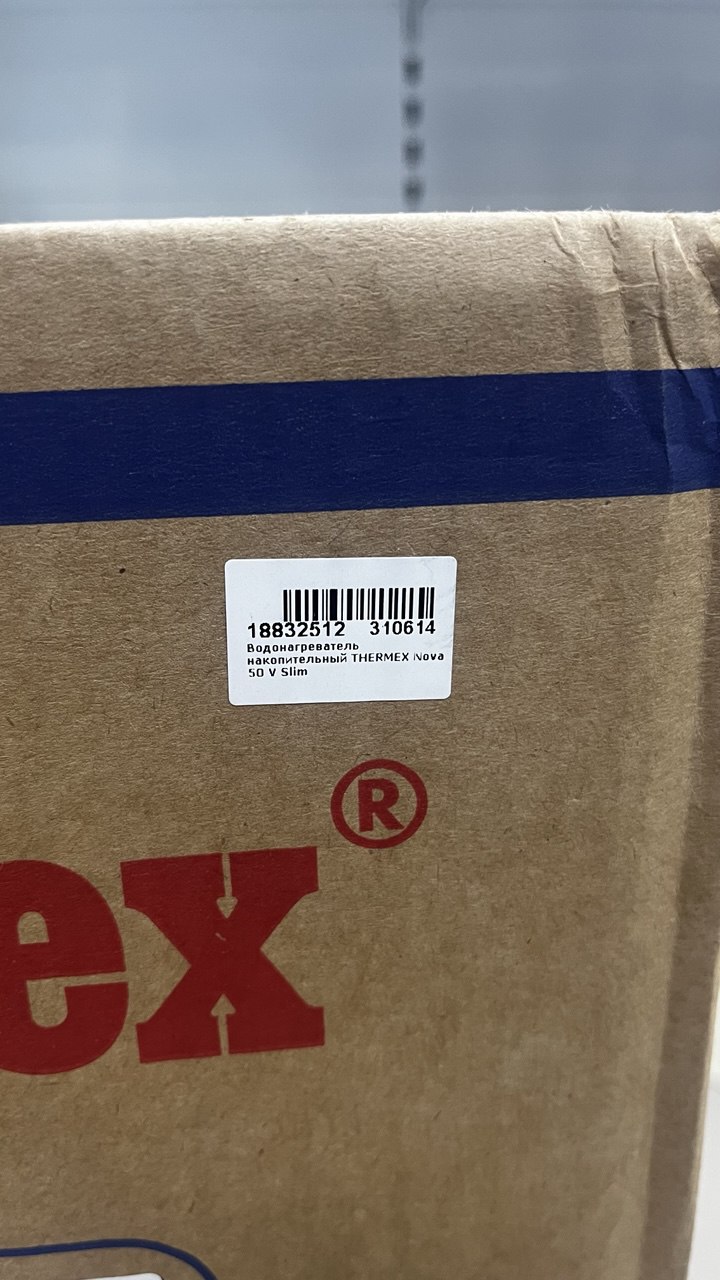 18832512 310614
Водонагреватель
накопительный THERMEX Nova
50 V Slim
®
ex